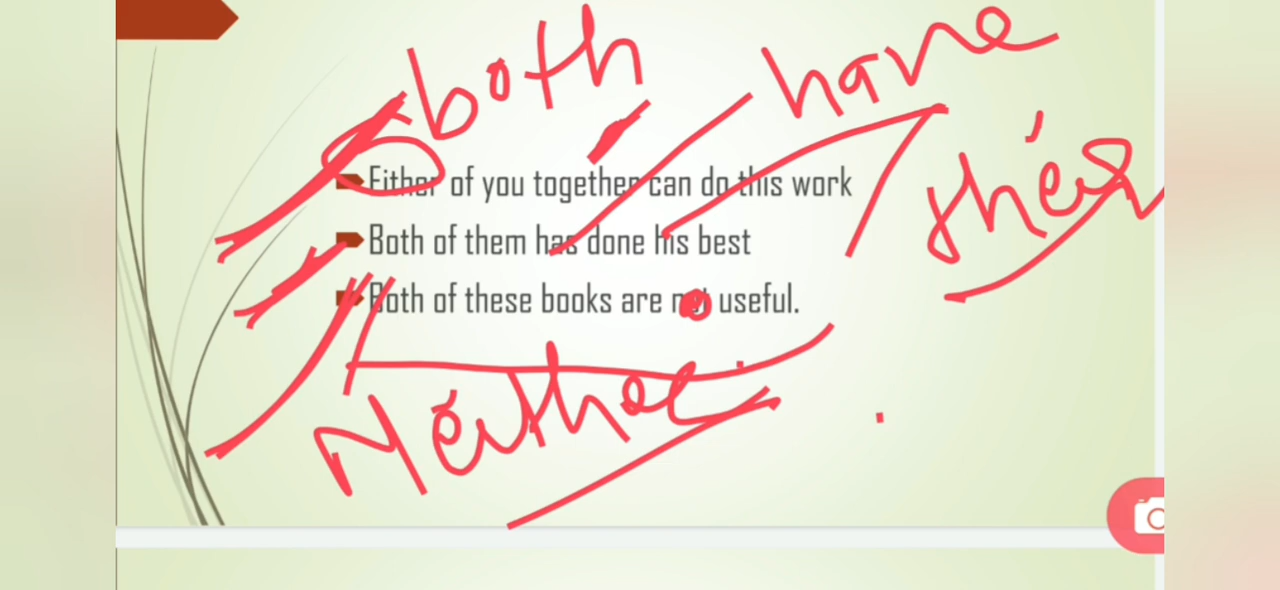 both have
Either of you together can do this work
their
Both of them has done his best
Both of these books are not useful.
Neither